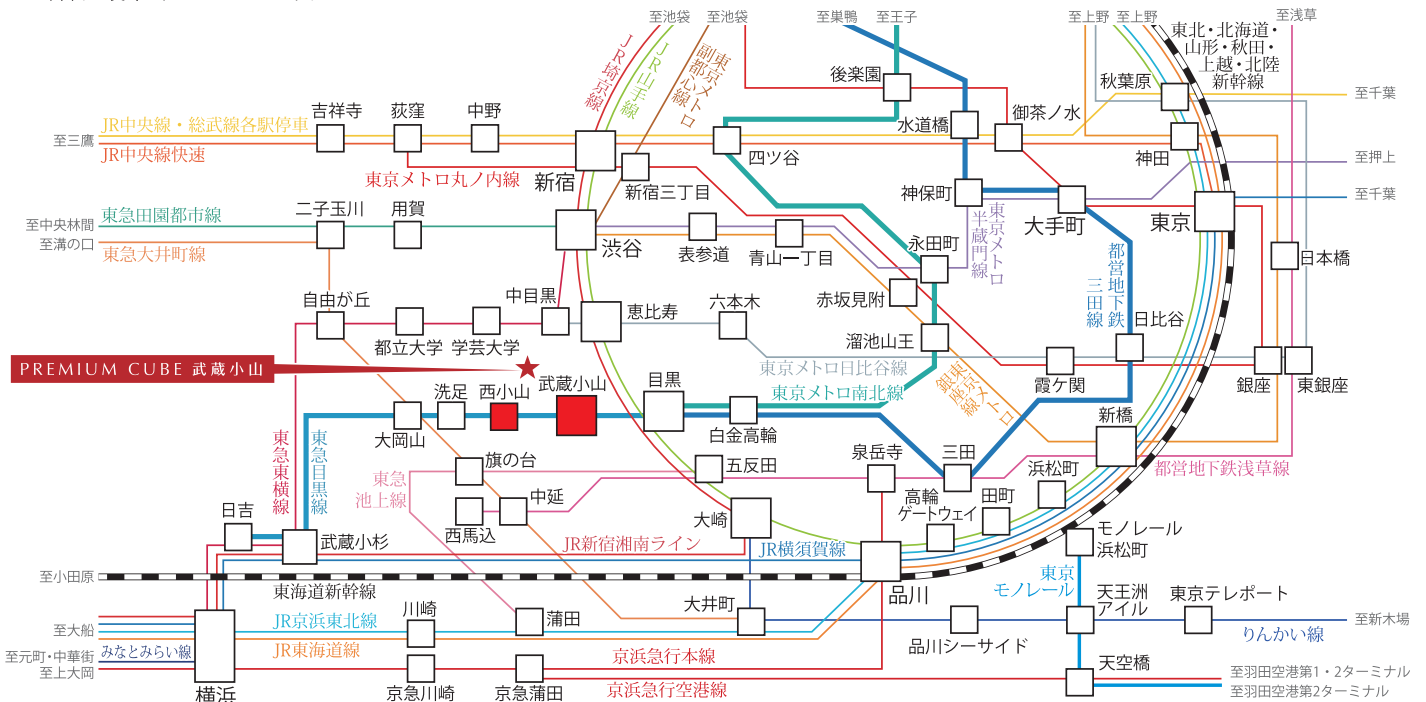 至池袋
至池袋
至巣鴨
至王子
至上野
至上野
至浅草
東北・北海道・
山形・秋田・
上越・北陸
新幹線
JR埼京線
JR山手線
東京メトロ
副都心線
後楽園
秋葉原
至千葉
吉祥寺
荻窪
中野
御茶ノ水
水道橋
JR中央線・総武線各駅停車
至三鷹
JR中央線快速
四ツ谷
神田
至押上
東京メトロ丸ノ内線
新宿
新宿三丁目
神保町
至千葉
二子玉川
用賀
東急田園都市線
至中央林間
至溝の口
東急大井町線
渋谷
表参道
青山一丁目
永田町
東京メトロ
半蔵門線
大手町
東京
都営地下鉄
三田線
日本橋
自由が丘
中目黒
恵比寿
六本木
赤坂見附
日比谷
都立大学
学芸大学
溜池山王
PREMIUM CUBE 武蔵小山
東京メトロ日比谷線
霞ケ関
銀座
東銀座
洗足
西小山
武蔵小山
目黒
東京メトロ南北線
東京メトロ
銀座線
新橋
大岡山
白金高輪
東急東横線
東急目黒線
旗の台
五反田
泉岳寺
三田
浜松町
都営地下鉄浅草線
東急
池上線
中延
西馬込
高輪
ゲートウェイ
田町
日吉
武蔵小杉
大崎
モノレール
浜松町
JR新宿湘南ライン
JR横須賀線
至小田原
東海道新幹線
品川
東京
モノレール
天王洲
アイル
東京テレポート
川崎
蒲田
大井町
JR京浜東北線
至大船
品川シーサイド
至新木場
りんかい線
みなとみらい線
JR東海道線
至元町・中華街
至上大岡
京浜急行本線
天空橋
至羽田空港第1・2ターミナル
横浜
京急川崎
京急蒲田
京浜急行空港線
至羽田空港第2ターミナル